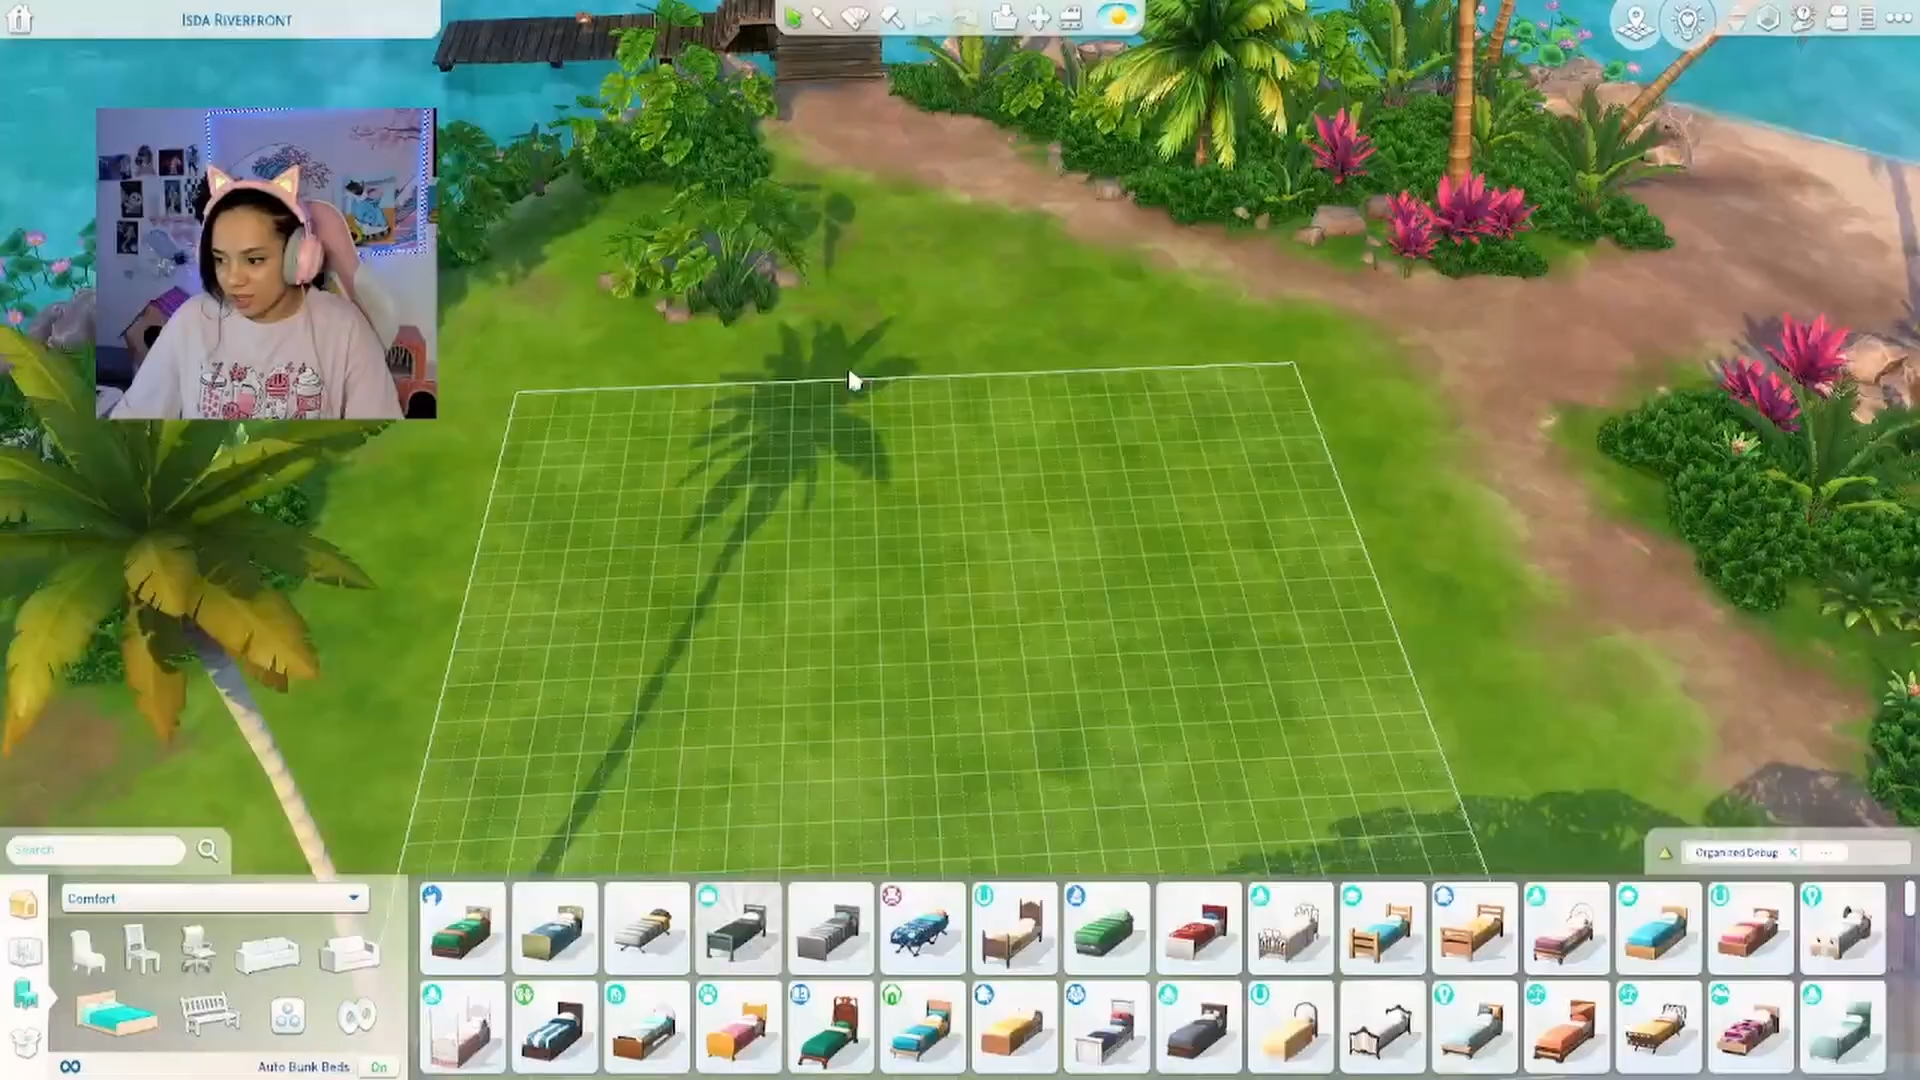 Isda Riverfront
Search
Organized Debug
Comfort
Auto Bunk Beds On